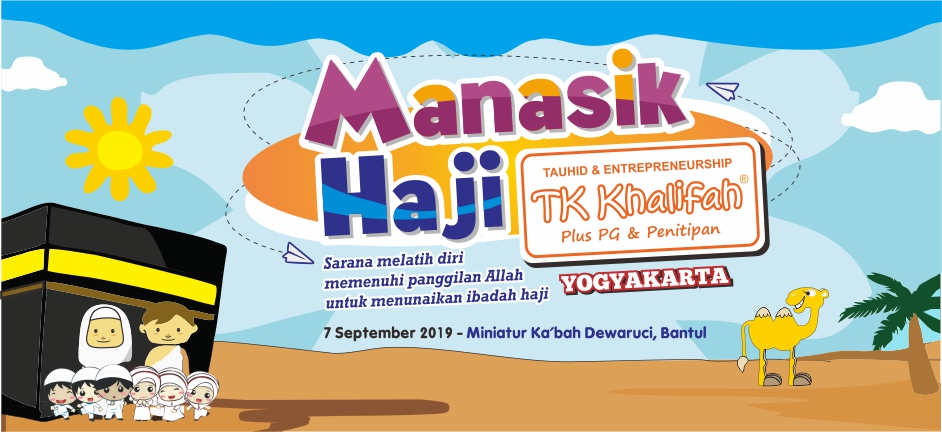 Manasik
Haji
TAUHID & ENTREPRENEURSHIP
TK Khalifah®
Plus PG & Penitipan
YOGYAKARTA
Sarana melatih diri
memenuhi panggilan Allah
untuk menunaikan ibadah haji
7 September 2019 - Miniatur Ka'bah Dewaruci, Bantul